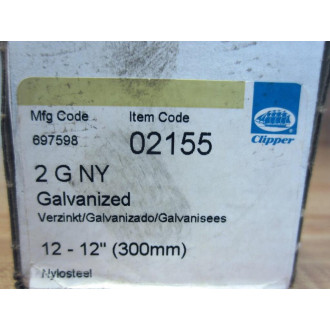 Mfg Code Item Code
697598 02155
Clipper
2 G NY
Galvanized
Verzinkt/Galvanizado/Galvanisees
12 - 12" (300mm)
Nylosteel